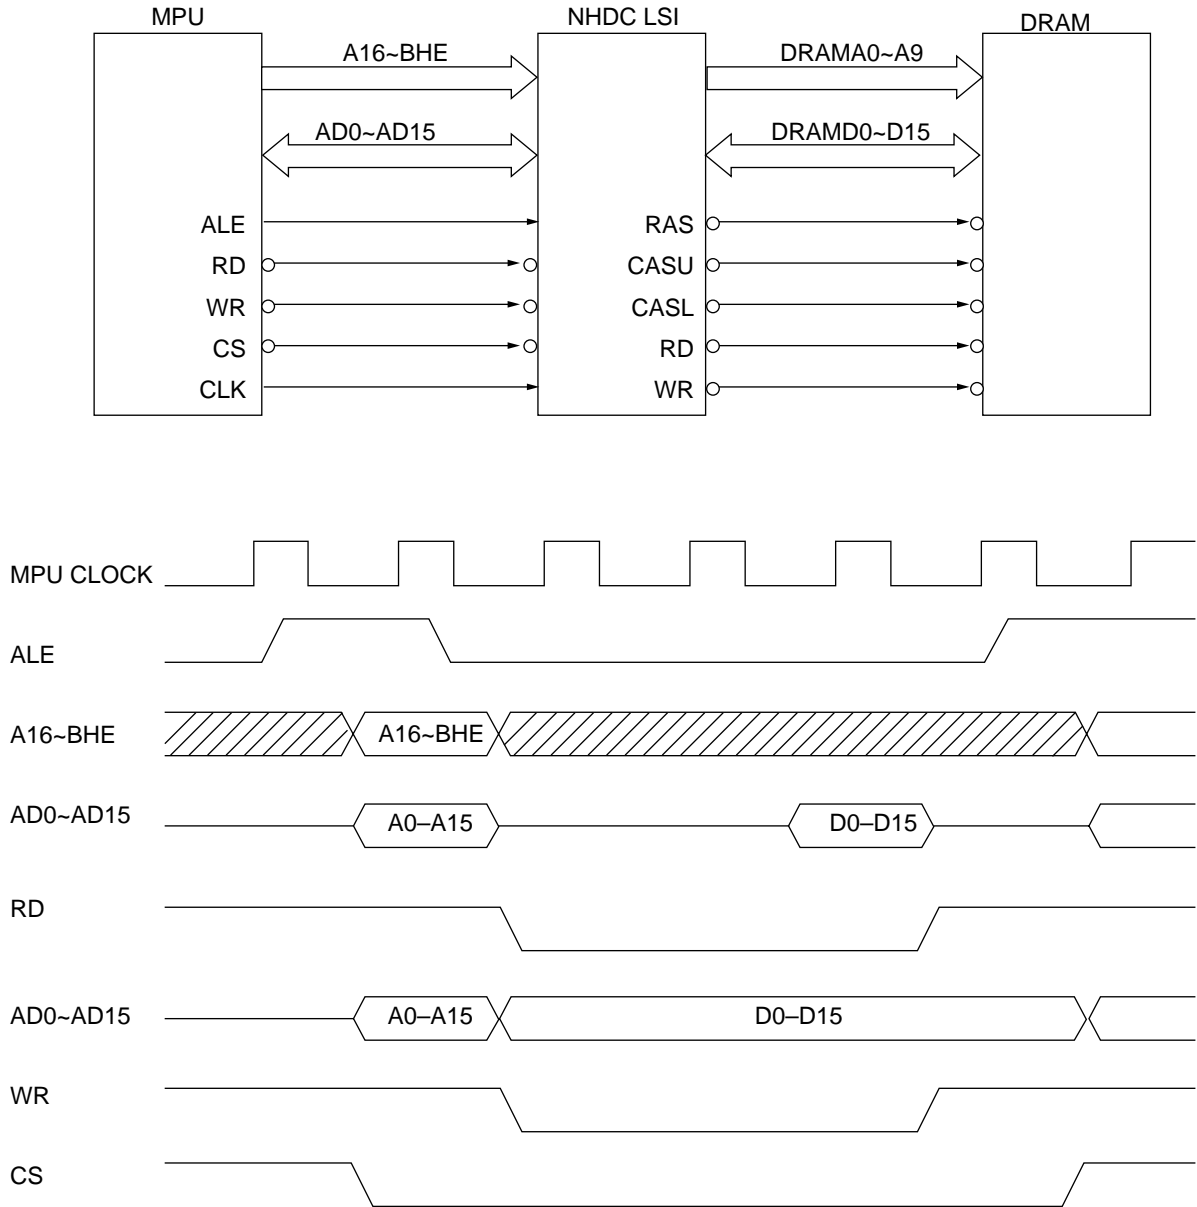 MPU NHDC LSI DRAM
A16~BHE DRAMA0~A9
AD0~AD15 DRAMD0~D15
ALE RAS
RD CASU
WR CASL
CS RD
CLK WR
MPU CLOCK
ALE
A16~BHE A16~BHE
AD0~AD15 A0–A15 D0–D15
RD
AD0~AD15 A0–A15 D0–D15
WR
CS